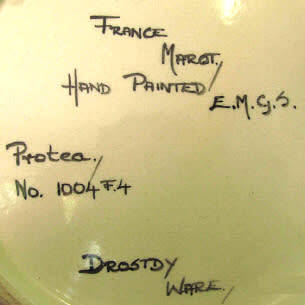 FRANCE
MAROT./
HAND PAINTED/
E.M.G.S.
Protea./
No. 1004 F.4
DROSTDY
WARE./